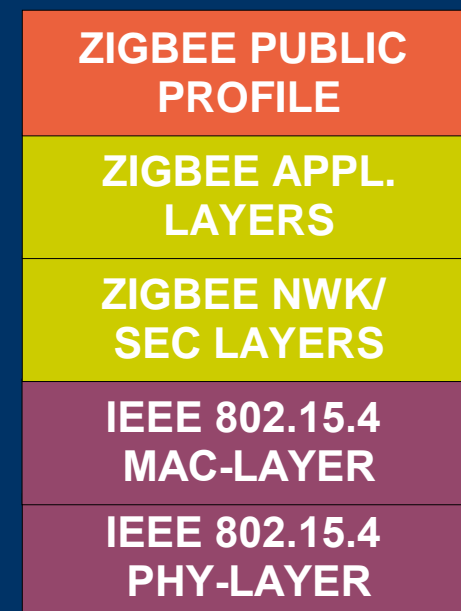 ZIGBEE PUBLIC
PROFILE
ZIGBEE APPL.
LAYERS
ZIGBEE NWK/
SEC LAYERS
IEEE 802.15.4
MAC-LAYER
IEEE 802.15.4
PHY-LAYER